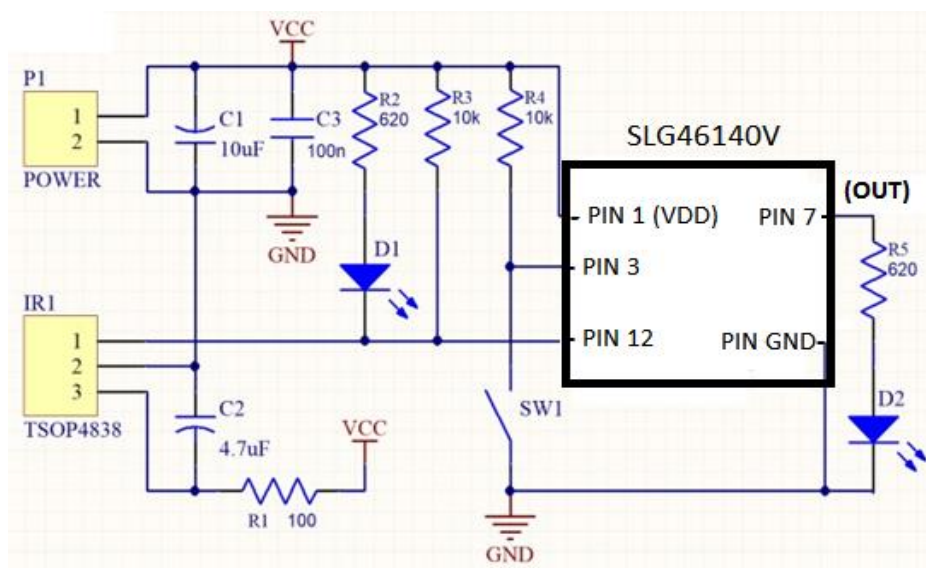 VCC
P1
1
2
POWER
C1
10uF
C3
100n
R2
620
R3
10k
R4
10k
GND
D1
SLG46140V
PIN 1 (VDD)
PIN 7
(OUT)
PIN 3
PIN 12
PIN GND
R5
620
D2
IR1
1
2
3
TSOP4838
C2
4.7uF
VCC
R1
100
SW1
GND